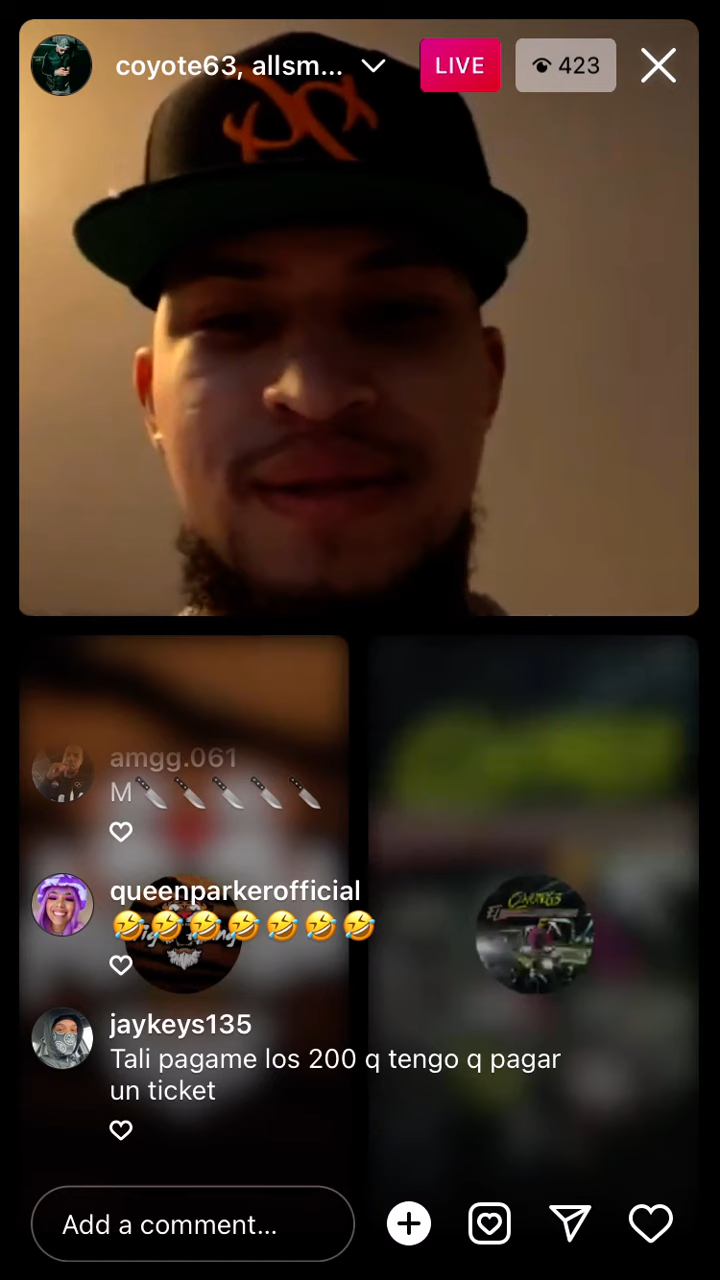 coyote63, allsm...
LIVE
423
amgg.061
M🔪🔪🔪🔪🔪
queenparkerofficial
🤣🤣🤣🤣🤣🤣🤣
jaykeys135
Tali pagame los 200 q tengo q pagar
un ticket
Add a comment...